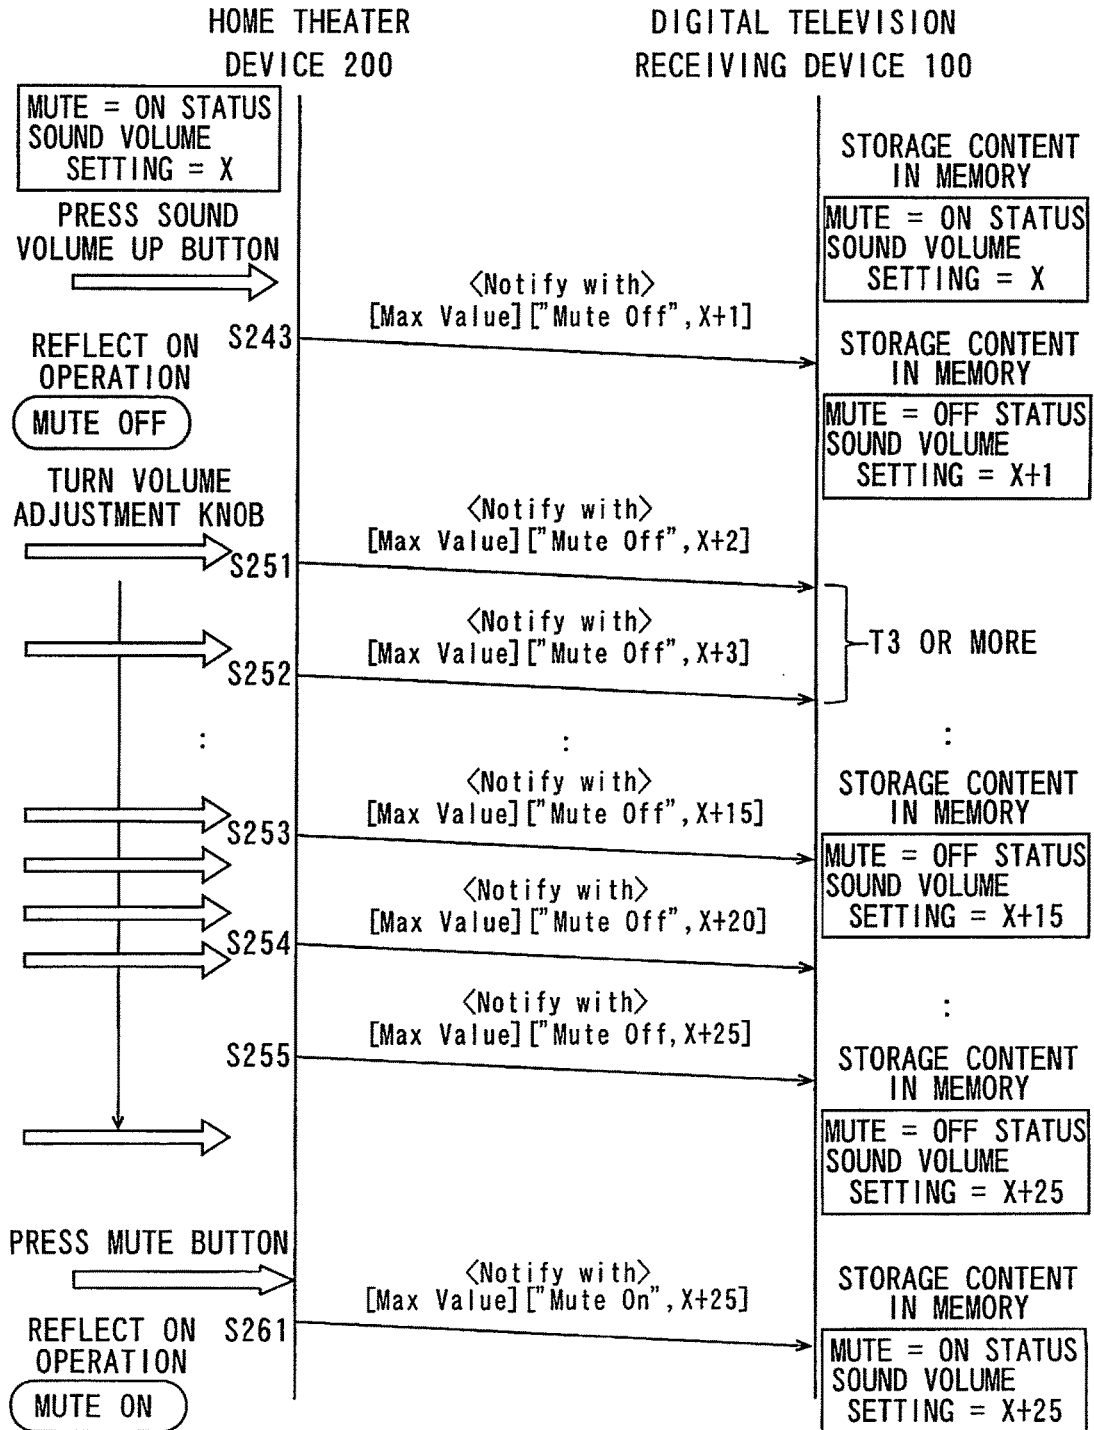 HOME THEATER
DEVICE 200
DIGITAL TELEVISION
RECEIVING DEVICE 100
MUTE = ON STATUS
SOUND VOLUME
SETTING = X
STORAGE CONTENT
IN MEMORY
MUTE = ON STATUS
SOUND VOLUME
SETTING = X
PRESS SOUND
VOLUME UP BUTTON
<Notify with>
[Max Value]["Mute Off",X+1]
S243
REFLECT ON
OPERATION
MUTE OFF
STORAGE CONTENT
IN MEMORY
MUTE = OFF STATUS
SOUND VOLUME
SETTING = X+1
TURN VOLUME
ADJUSTMENT KNOB
<Notify with>
[Max Value]["Mute Off",X+2]
S251
<Notify with>
[Max Value]["Mute Off",X+3]
S252
T3 OR MORE
:
:
:
<Notify with>
[Max Value]["Mute Off",X+15]
S253
STORAGE CONTENT
IN MEMORY
MUTE = OFF STATUS
SOUND VOLUME
SETTING = X+15
<Notify with>
[Max Value]["Mute Off",X+20]
S254
:
<Notify with>
[Max Value]["Mute Off,X+25]
S255
STORAGE CONTENT
IN MEMORY
MUTE = OFF STATUS
SOUND VOLUME
SETTING = X+25
PRESS MUTE BUTTON
<Notify with>
[Max Value]["Mute On",X+25]
S261
REFLECT ON
OPERATION
MUTE ON
STORAGE CONTENT
IN MEMORY
MUTE = ON STATUS
SOUND VOLUME
SETTING = X+25